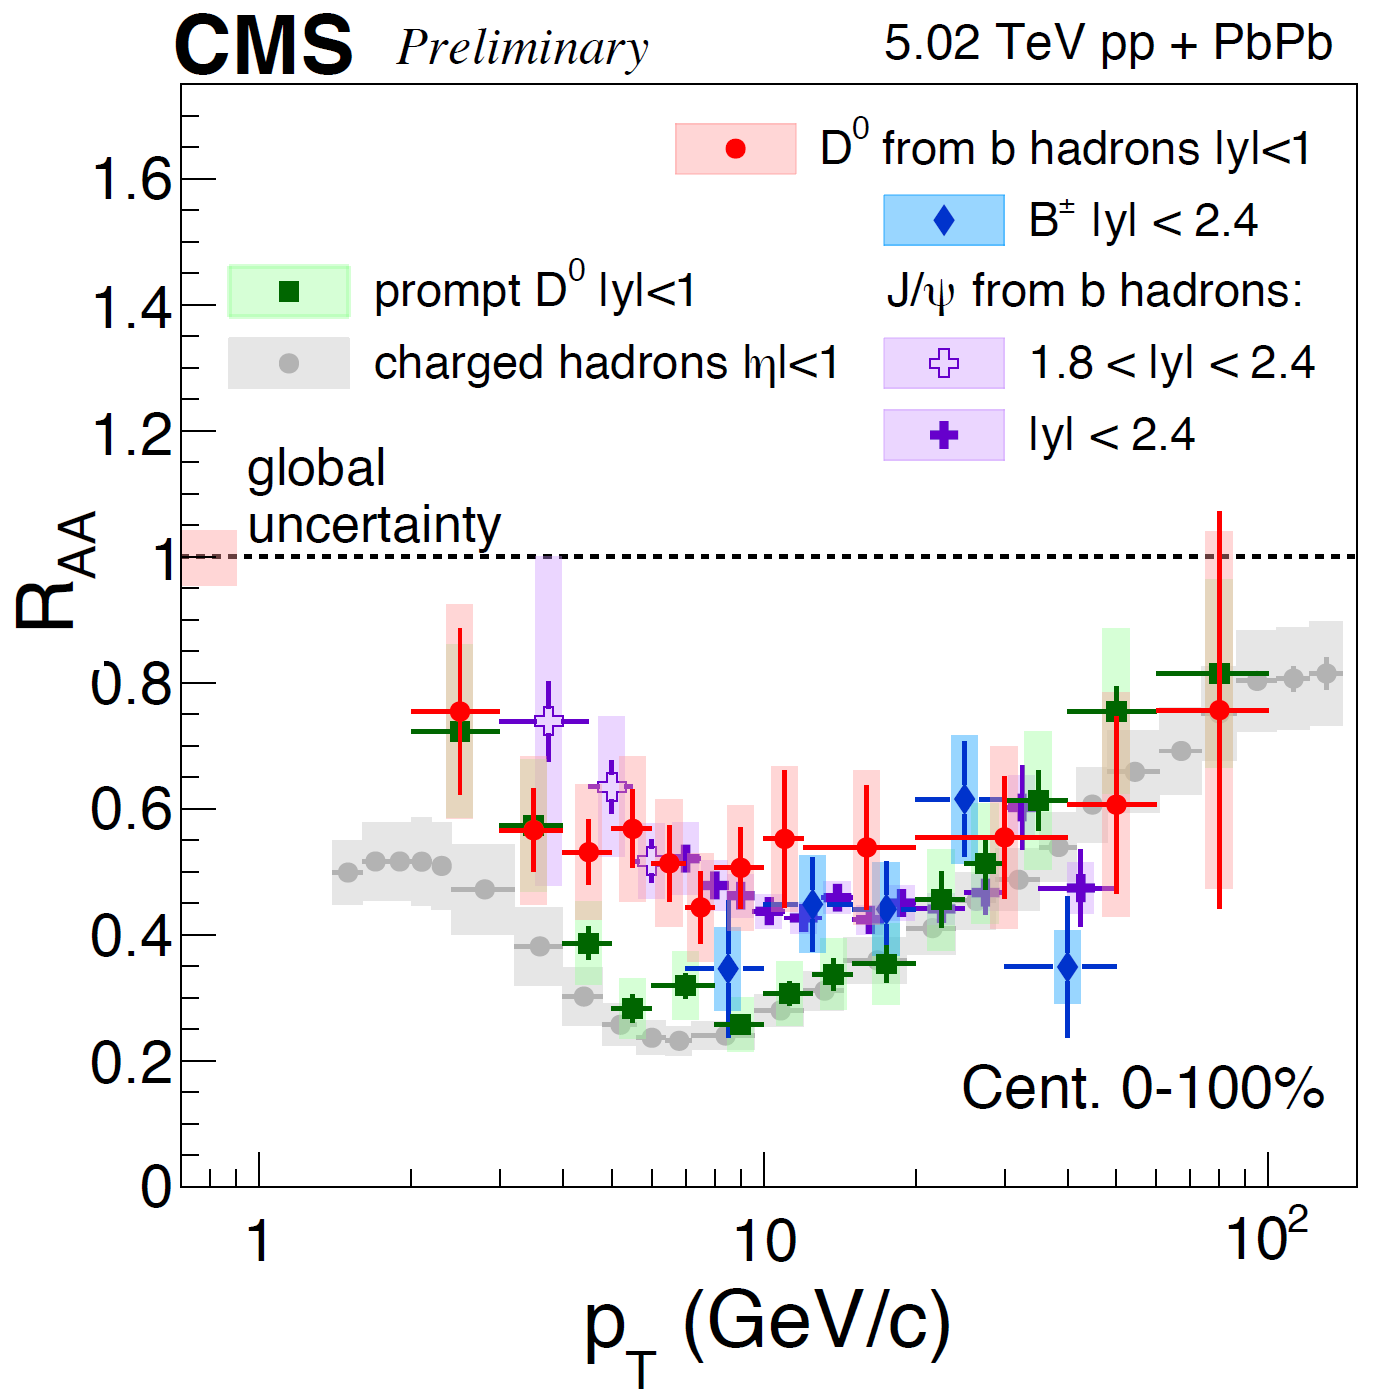 CMS Preliminary 5.02 TeV pp + PbPb
D⁰ from b hadrons |y|<1
B± |y| < 2.4
prompt D⁰ |y|<1
J/ψ from b hadrons:
charged hadrons |η|<1
1.8 < |y| < 2.4
|y| < 2.4
global
uncertainty
Cent. 0-100%
R_AA
1.6
1.4
1.2
1
0.8
0.6
0.4
0.2
0
1 10 10²
p_T (GeV/c)